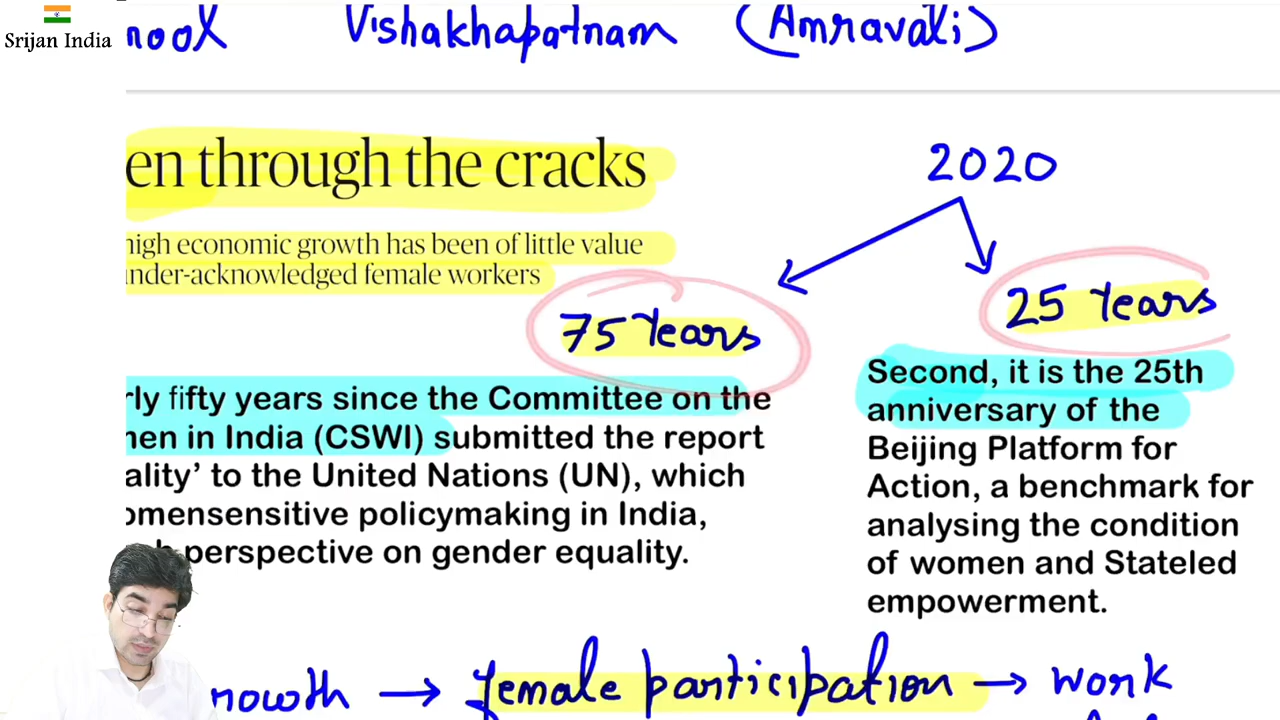 Srijan India
Vishakhapatnam (Amravati)
en through the cracks
2020
high economic growth has been of little value
under-acknowledged female workers
75 Years
25 Years
rly fifty years since the Committee on the
men in India (CSWI) submitted the report
ality’ to the United Nations (UN), which
omensensitive policymaking in India,
perspective on gender equality.
Second, it is the 25th
anniversary of the
Beijing Platform for
Action, a benchmark for
analysing the condition
of women and Stateled
empowerment.
rowth → female participation → work